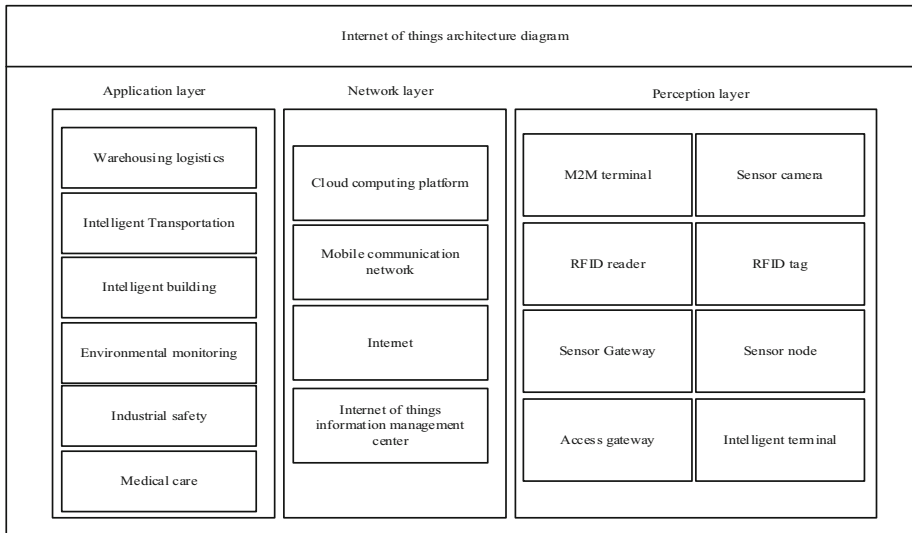 Internet of things architecture diagram
Application layer
Warehousing logistics
Intelligent Transportation
Intelligent building
Environmental monitoring
Industrial safety
Medical care
Network layer
Cloud computing platform
Mobile communication
network
Internet
Internet of things
information management
center
Perception layer
M2M terminal
Sensor camera
RFID reader
RFID tag
Sensor Gateway
Sensor node
Access gateway
Intelligent terminal